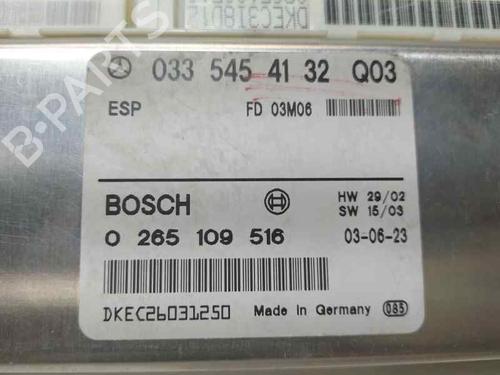 DKEC318D12
033 545 41 32 Q03
ESP FD 03M06
BOSCH HW 29/02
SW 15/03
0 265 109 516 03-06-23
DKEC26031250 Made in Germany 085